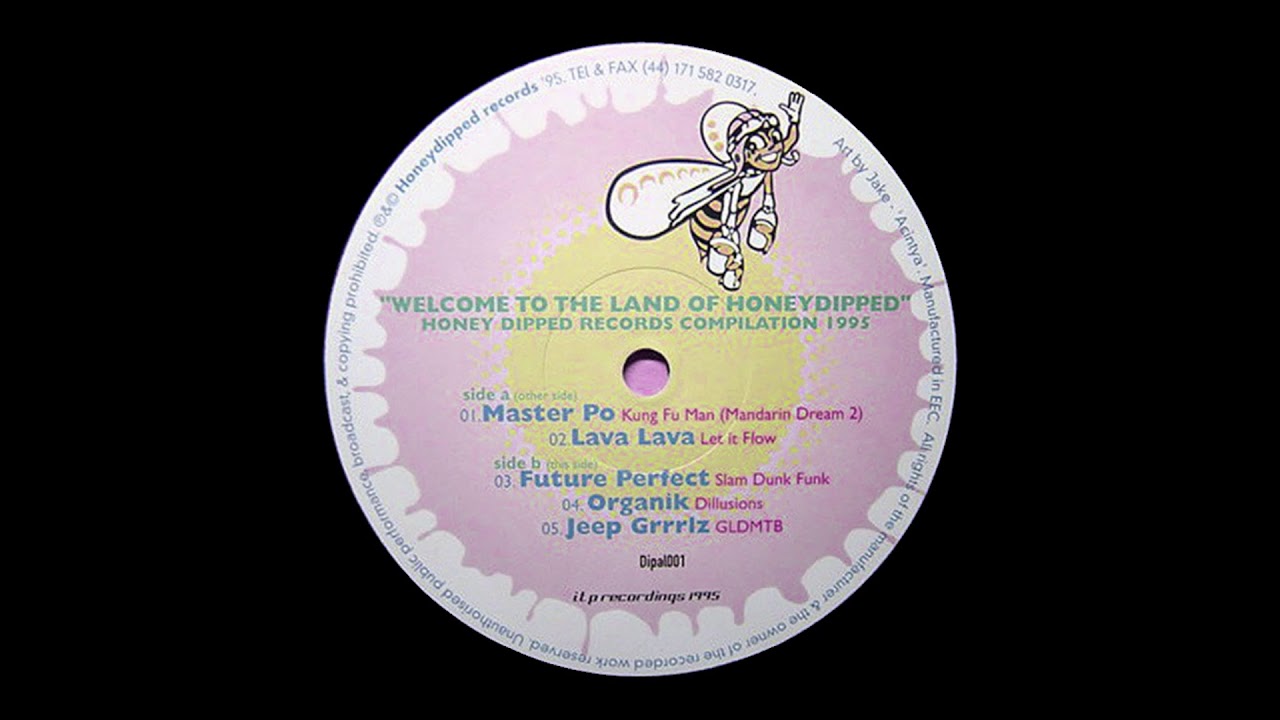 ℗&© Honeydipped records '95. TEl & FAX (44) 171 582 0317.
Art by Jake - 'Acintya'. Manufactured in EEC. All rights of the manufacturer & the owner of the recorded work reserved. Unauthorised public performance, broadcast, & copying prohibited.
"WELCOME TO THE LAND OF HONEYDIPPED"
HONEY DIPPED RECORDS COMPILATION 1995
side a (other side)
01. Master Po Kung Fu Man (Mandarin Dream 2)
02. Lava Lava Let it Flow
side b (this side)
03. Future Perfect Slam Dunk Funk
04. Organik Dillusions
05. Jeep Grrrlz GLDMTB
Dipal001
itp recordings 1995